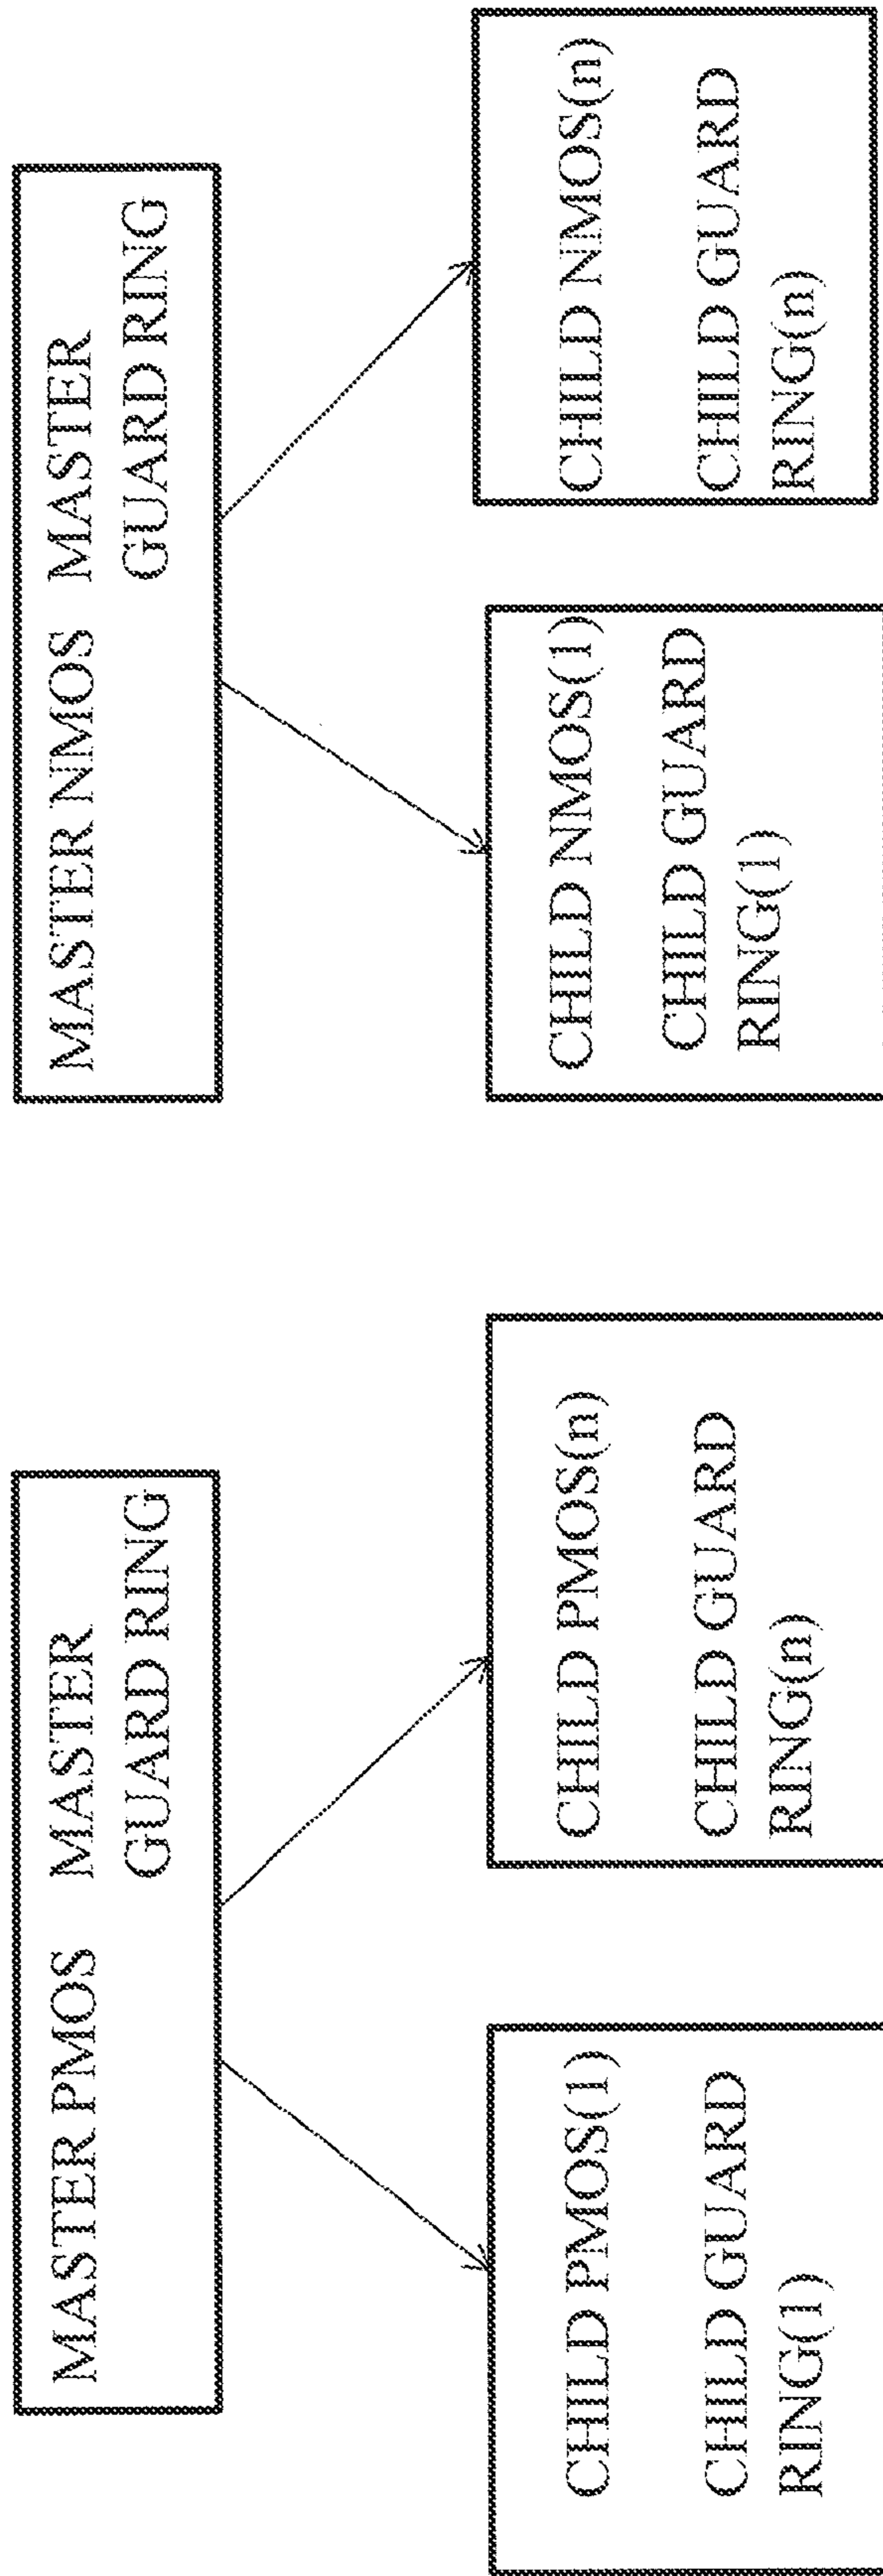 MASTER PMOS MASTER
GUARD RING
CHILD PMOS(1)
CHILD GUARD
RING(1)
CHILD PMOS(n)
CHILD GUARD
RING(n)
MASTER NMOS MASTER
GUARD RING
CHILD NMOS(1)
CHILD GUARD
RING(1)
CHILD NMOS(n)
CHILD GUARD
RING(n)